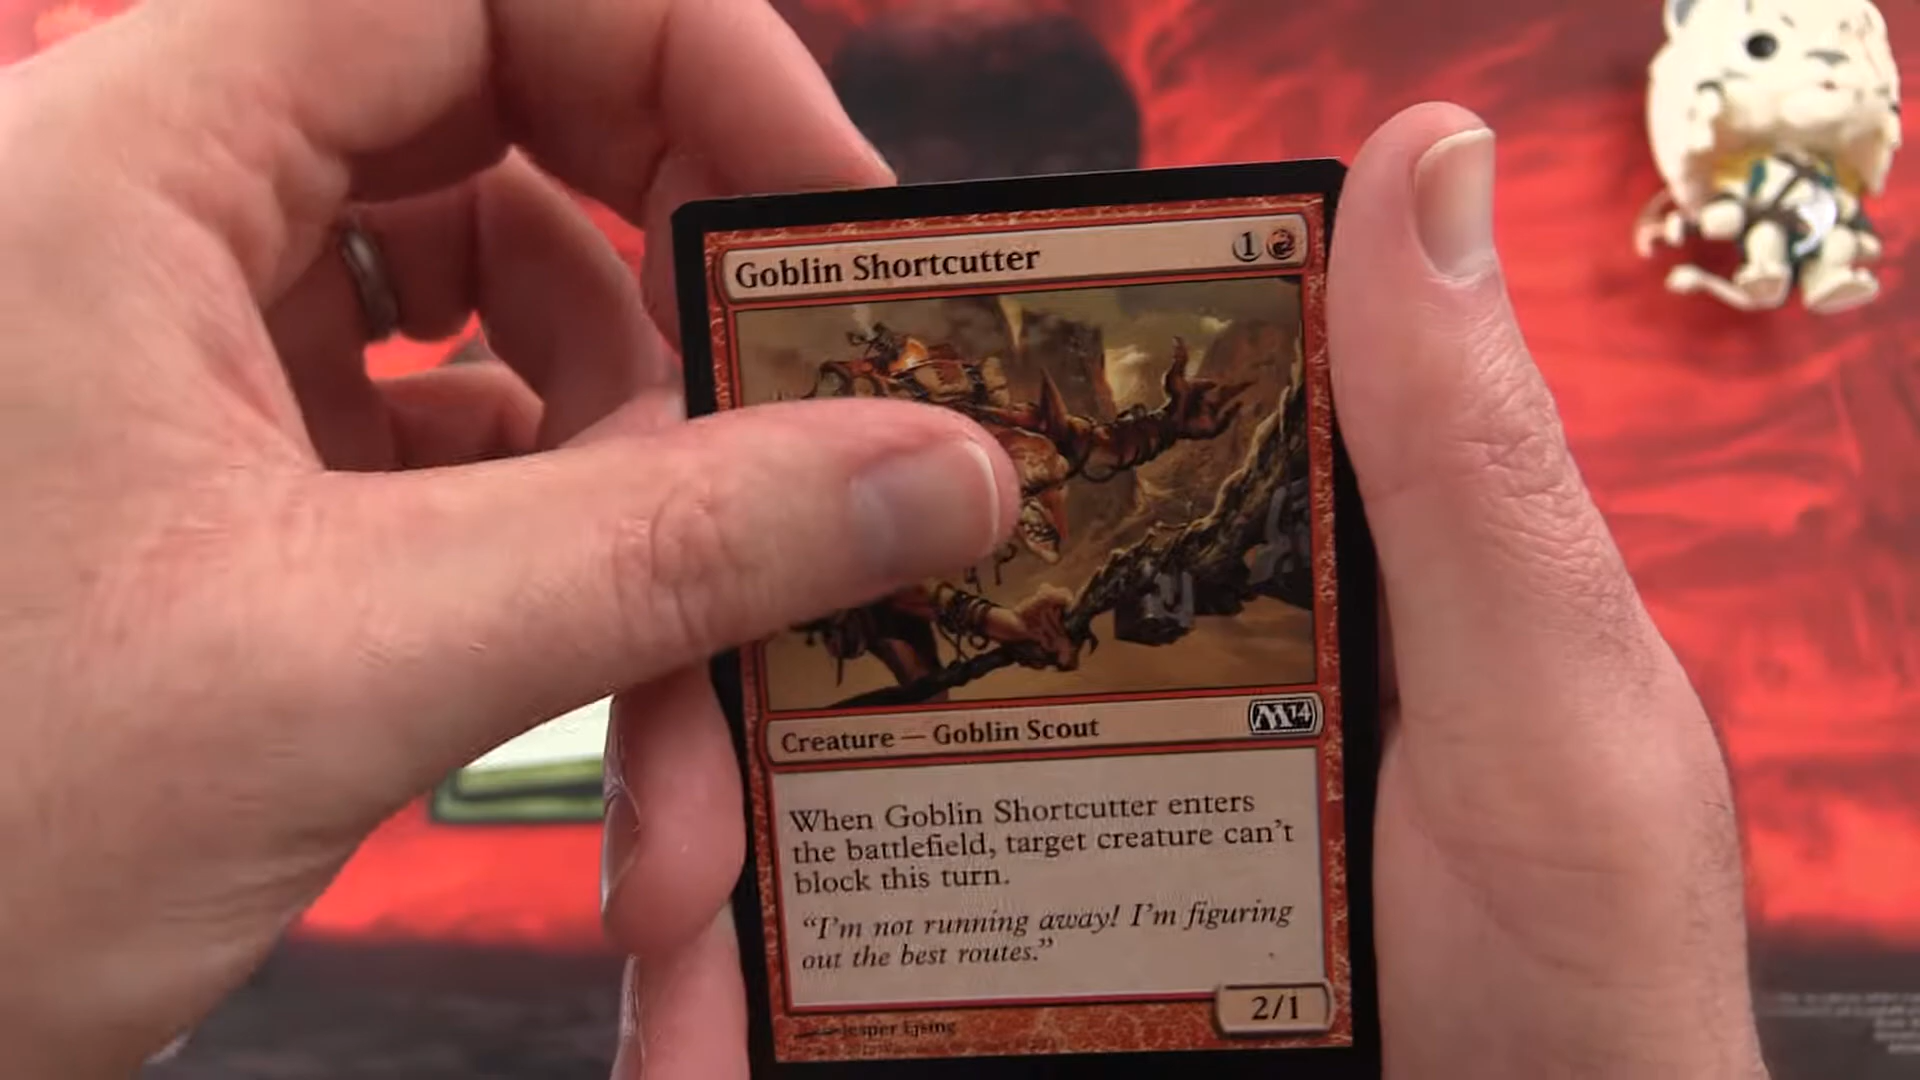 Goblin Shortcutter 1
Creature — Goblin Scout M14
When Goblin Shortcutter enters
the battlefield, target creature can't
block this turn.
“I'm not running away! I'm figuring
out the best routes.”
2/1
Jesper Ejsing